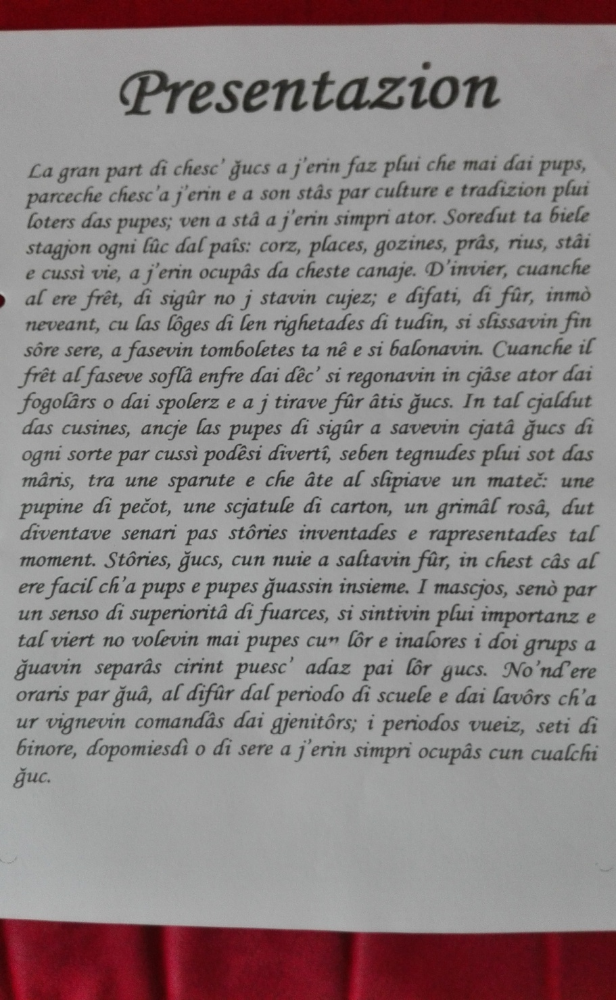 Presentazion
La gran part di chesc' ğucs a j'erin faz plui che mai dai pups,
parceche chesc'a j'erin e a son stâs par culture e tradizion plui
loters das pupes; ven a stâ a j'erin simpri ator. Soredut ta biele
stagjon ogni lûc dal paîs: corz, places, gozines, prâs, rius, stâi
e cussì vie, a j'erin ocupâs da cheste canaje. D'invier, cuanche
al ere frêt, di sigûr no j stavin cujez; e difati, di fûr, inmò
neveant, cu las lôges di len righetades di tudin, si slissavin fin
sôre sere, a fasevin tomboletes ta nê e si balonavin. Cuanche il
frêt al faseve soflâ enfre dai dêc' si regonavin in cjâse ator dai
fogolârs o dai spolerz e a j tirave fûr âtis ğucs. In tal cjaldut
das cusines, ancje las pupes di sigûr a savevin cjatâ ğucs di
ogni sorte par cussì podêsi divertî, seben tegnudes plui sot das
mâris, tra une sparute e che âte al slipiave un mateč: une
pupine di pečot, une scjatule di carton, un grimâl rosâ, dut
diventave senari pas stôries inventades e rapresentades tal
moment. Stôries, ğucs, cun nuie a saltavin fûr, in chest câs al
ere facil ch'a pups e pupes ğuassin insieme. I mascjos, senò par
un senso di superioritâ di fuarces, si sintivin plui importanz e
tal viert no volevin mai pupes cun lôr e inalores i doi grups a
ğuavin separâs cirint puesc' adaz pai lôr gucs. No'nd'ere
oraris par ğuâ, al difûr dal periodo di scuele e dai lavôrs ch'a
ur vignevin comandâs dai gjenitôrs; i periodos vueiz, seti di
binore, dopomiesdì o di sere a j'erin simpri ocupâs cun cualchi
ğuc.